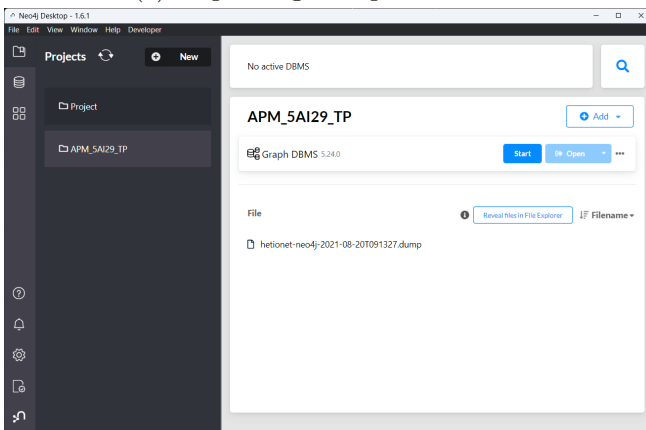 Neo4j Desktop - 1.6.1
File Edit View Window Help Developer
Projects
New
Project
APM_5AI29_TP
No active DBMS
APM_5AI29_TP
Add
Graph DBMS 5.24.0
Start
Open
File
Reveal files in File Explorer
Filename
hetionet-neo4j-2021-08-20T091327.dump